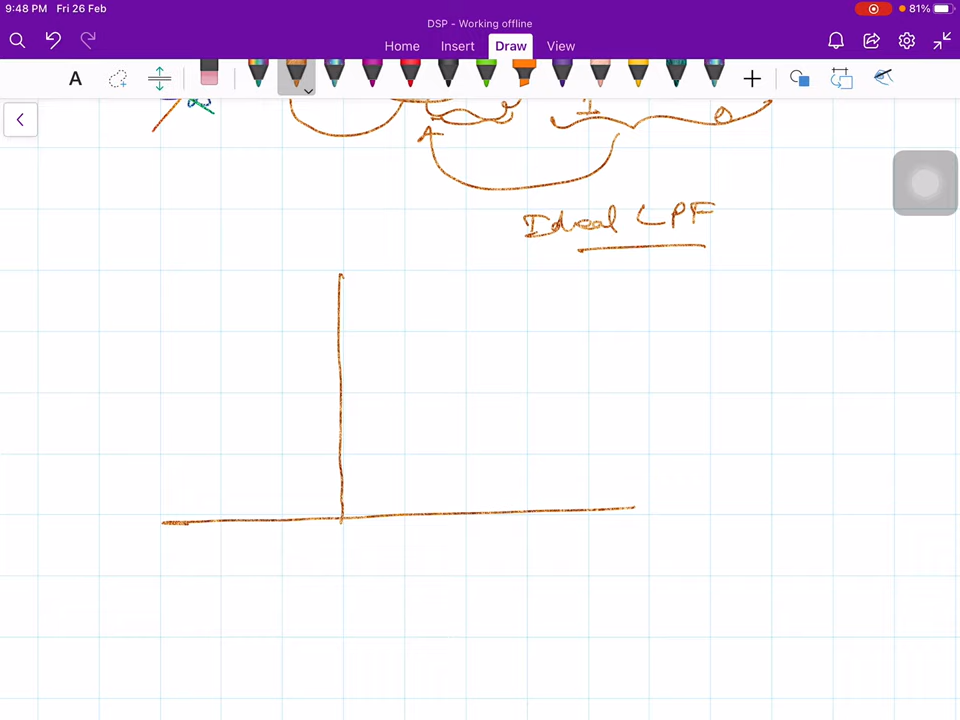 9:48 PM Fri 26 Feb
81%
DSP - Working offline
Home Insert Draw View
A
A
Ideal LPF